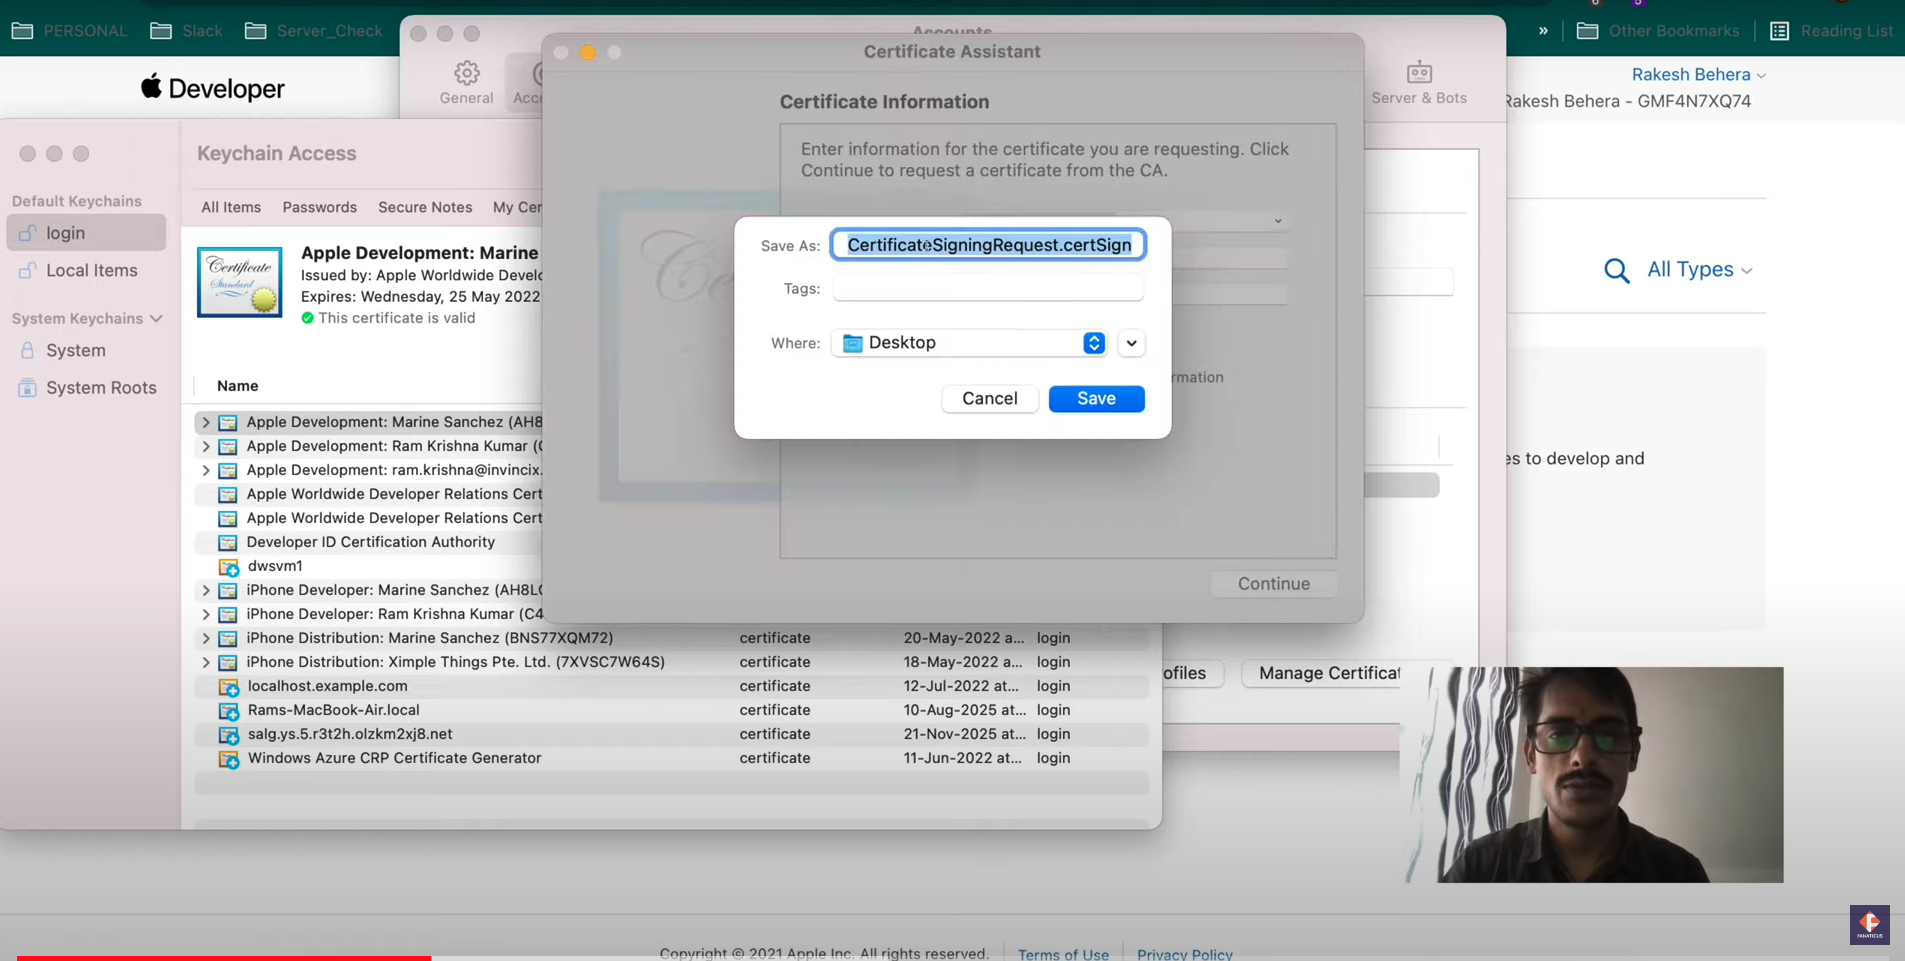 PERSONAL
Slack
Server_Check
Accounts
»
Other Bookmarks
Reading List
Certificate Assistant
Developer
General
Acco
Server & Bots
Rakesh Behera
Rakesh Behera - GMF4N7XQ74
Certificate Information
Enter information for the certificate you are requesting. Click
Continue to request a certificate from the CA.
Keychain Access
Default Keychains
login
Local Items
System Keychains
System
System Roots
All Items
Passwords
Secure Notes
My Cer
Certificate
Standard
Apple Development: Marine
Issued by: Apple Worldwide Develo
Expires: Wednesday, 25 May 2022
This certificate is valid
Save As:
CertificateSigningRequest.certSign
Tags:
Where:
Desktop
Cancel
Save
rmation
All Types
es to develop and
Name
Apple Development: Marine Sanchez (AH8
Apple Development: Ram Krishna Kumar (
Apple Development: ram.krishna@invincix.
Apple Worldwide Developer Relations Cert
Apple Worldwide Developer Relations Cert
Developer ID Certification Authority
dwsvm1
iPhone Developer: Marine Sanchez (AH8L
iPhone Developer: Ram Krishna Kumar (C4
iPhone Distribution: Marine Sanchez (BNS77XQM72) certificate 20-May-2022 a... login
iPhone Distribution: Ximple Things Pte. Ltd. (7XVSC7W64S) certificate 18-May-2022 a... login
localhost.example.com certificate 12-Jul-2022 at... login
Rams-MacBook-Air.local certificate 10-Aug-2025 at... login
salg.ys.5.r3t2h.olzkm2xj8.net certificate 21-Nov-2025 at... login
Windows Azure CRP Certificate Generator certificate 11-Jun-2022 at... login
Continue
ofiles
Manage Certificat
FANATICUS
Copyright © 2021 Apple Inc. All rights reserved.
Terms of Use
Privacy Policy